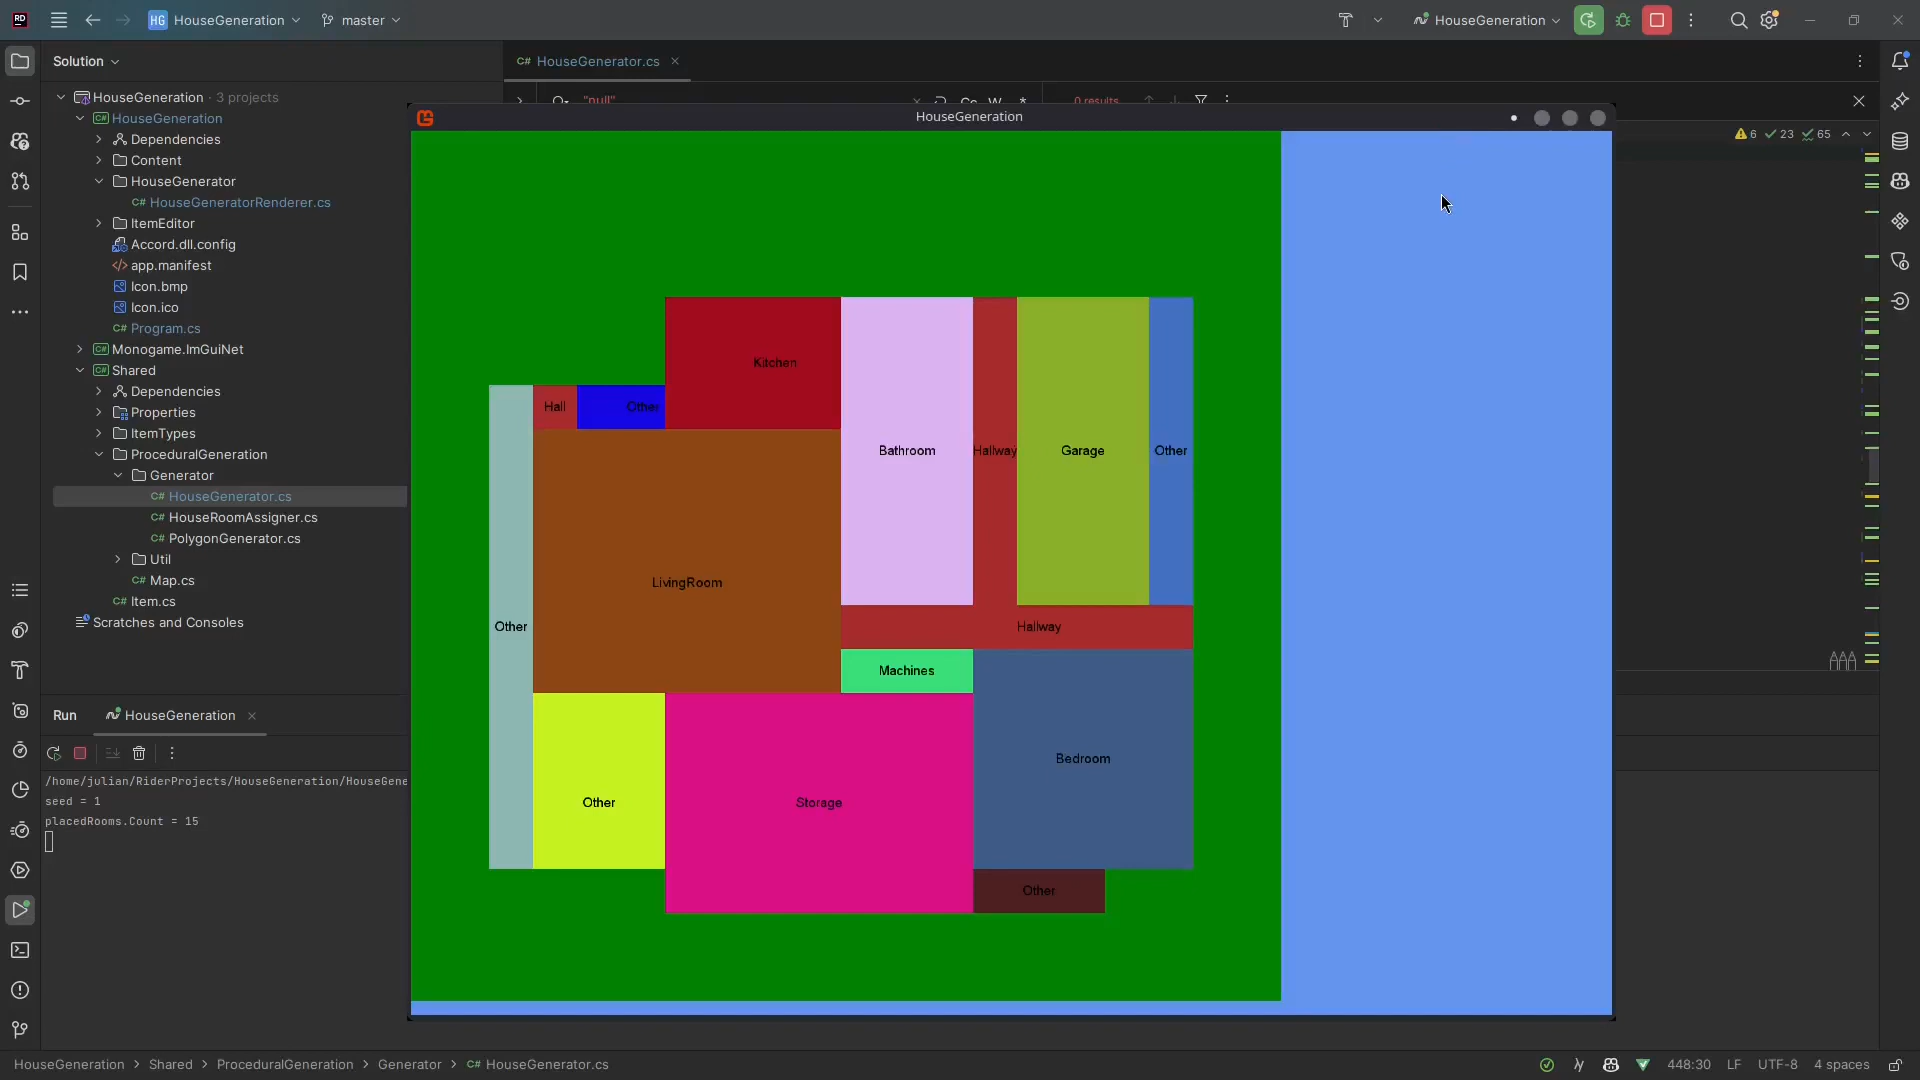 RD
HG HouseGeneration
master
HouseGeneration
Solution
C# HouseGenerator.cs
HouseGeneration · 3 projects
"null"
Cc W .*
0 results
HouseGeneration
HouseGeneration
6 23 65
Dependencies
Content
HouseGenerator
C# HouseGeneratorRenderer.cs
ItemEditor
Accord.dll.config
app.manifest
Icon.bmp
Icon.ico
C# Program.cs
Monogame.ImGuiNet
Shared
Dependencies
Properties
ItemTypes
ProceduralGeneration
Generator
C# HouseGenerator.cs
C# HouseRoomAssigner.cs
C# PolygonGenerator.cs
Util
C# Map.cs
C# Item.cs
Scratches and Consoles
Kitchen
Hall
Other
Bathroom
Hallway
Garage
Other
LivingRoom
Other
Hallway
Machines
Bedroom
Other
Storage
Other
Run
HouseGeneration
/home/julian/RiderProjects/HouseGeneration/HouseGene
seed = 1
placedRooms.Count = 15
HouseGeneration > Shared > ProceduralGeneration > Generator > C# HouseGenerator.cs
448:30 LF UTF-8 4 spaces